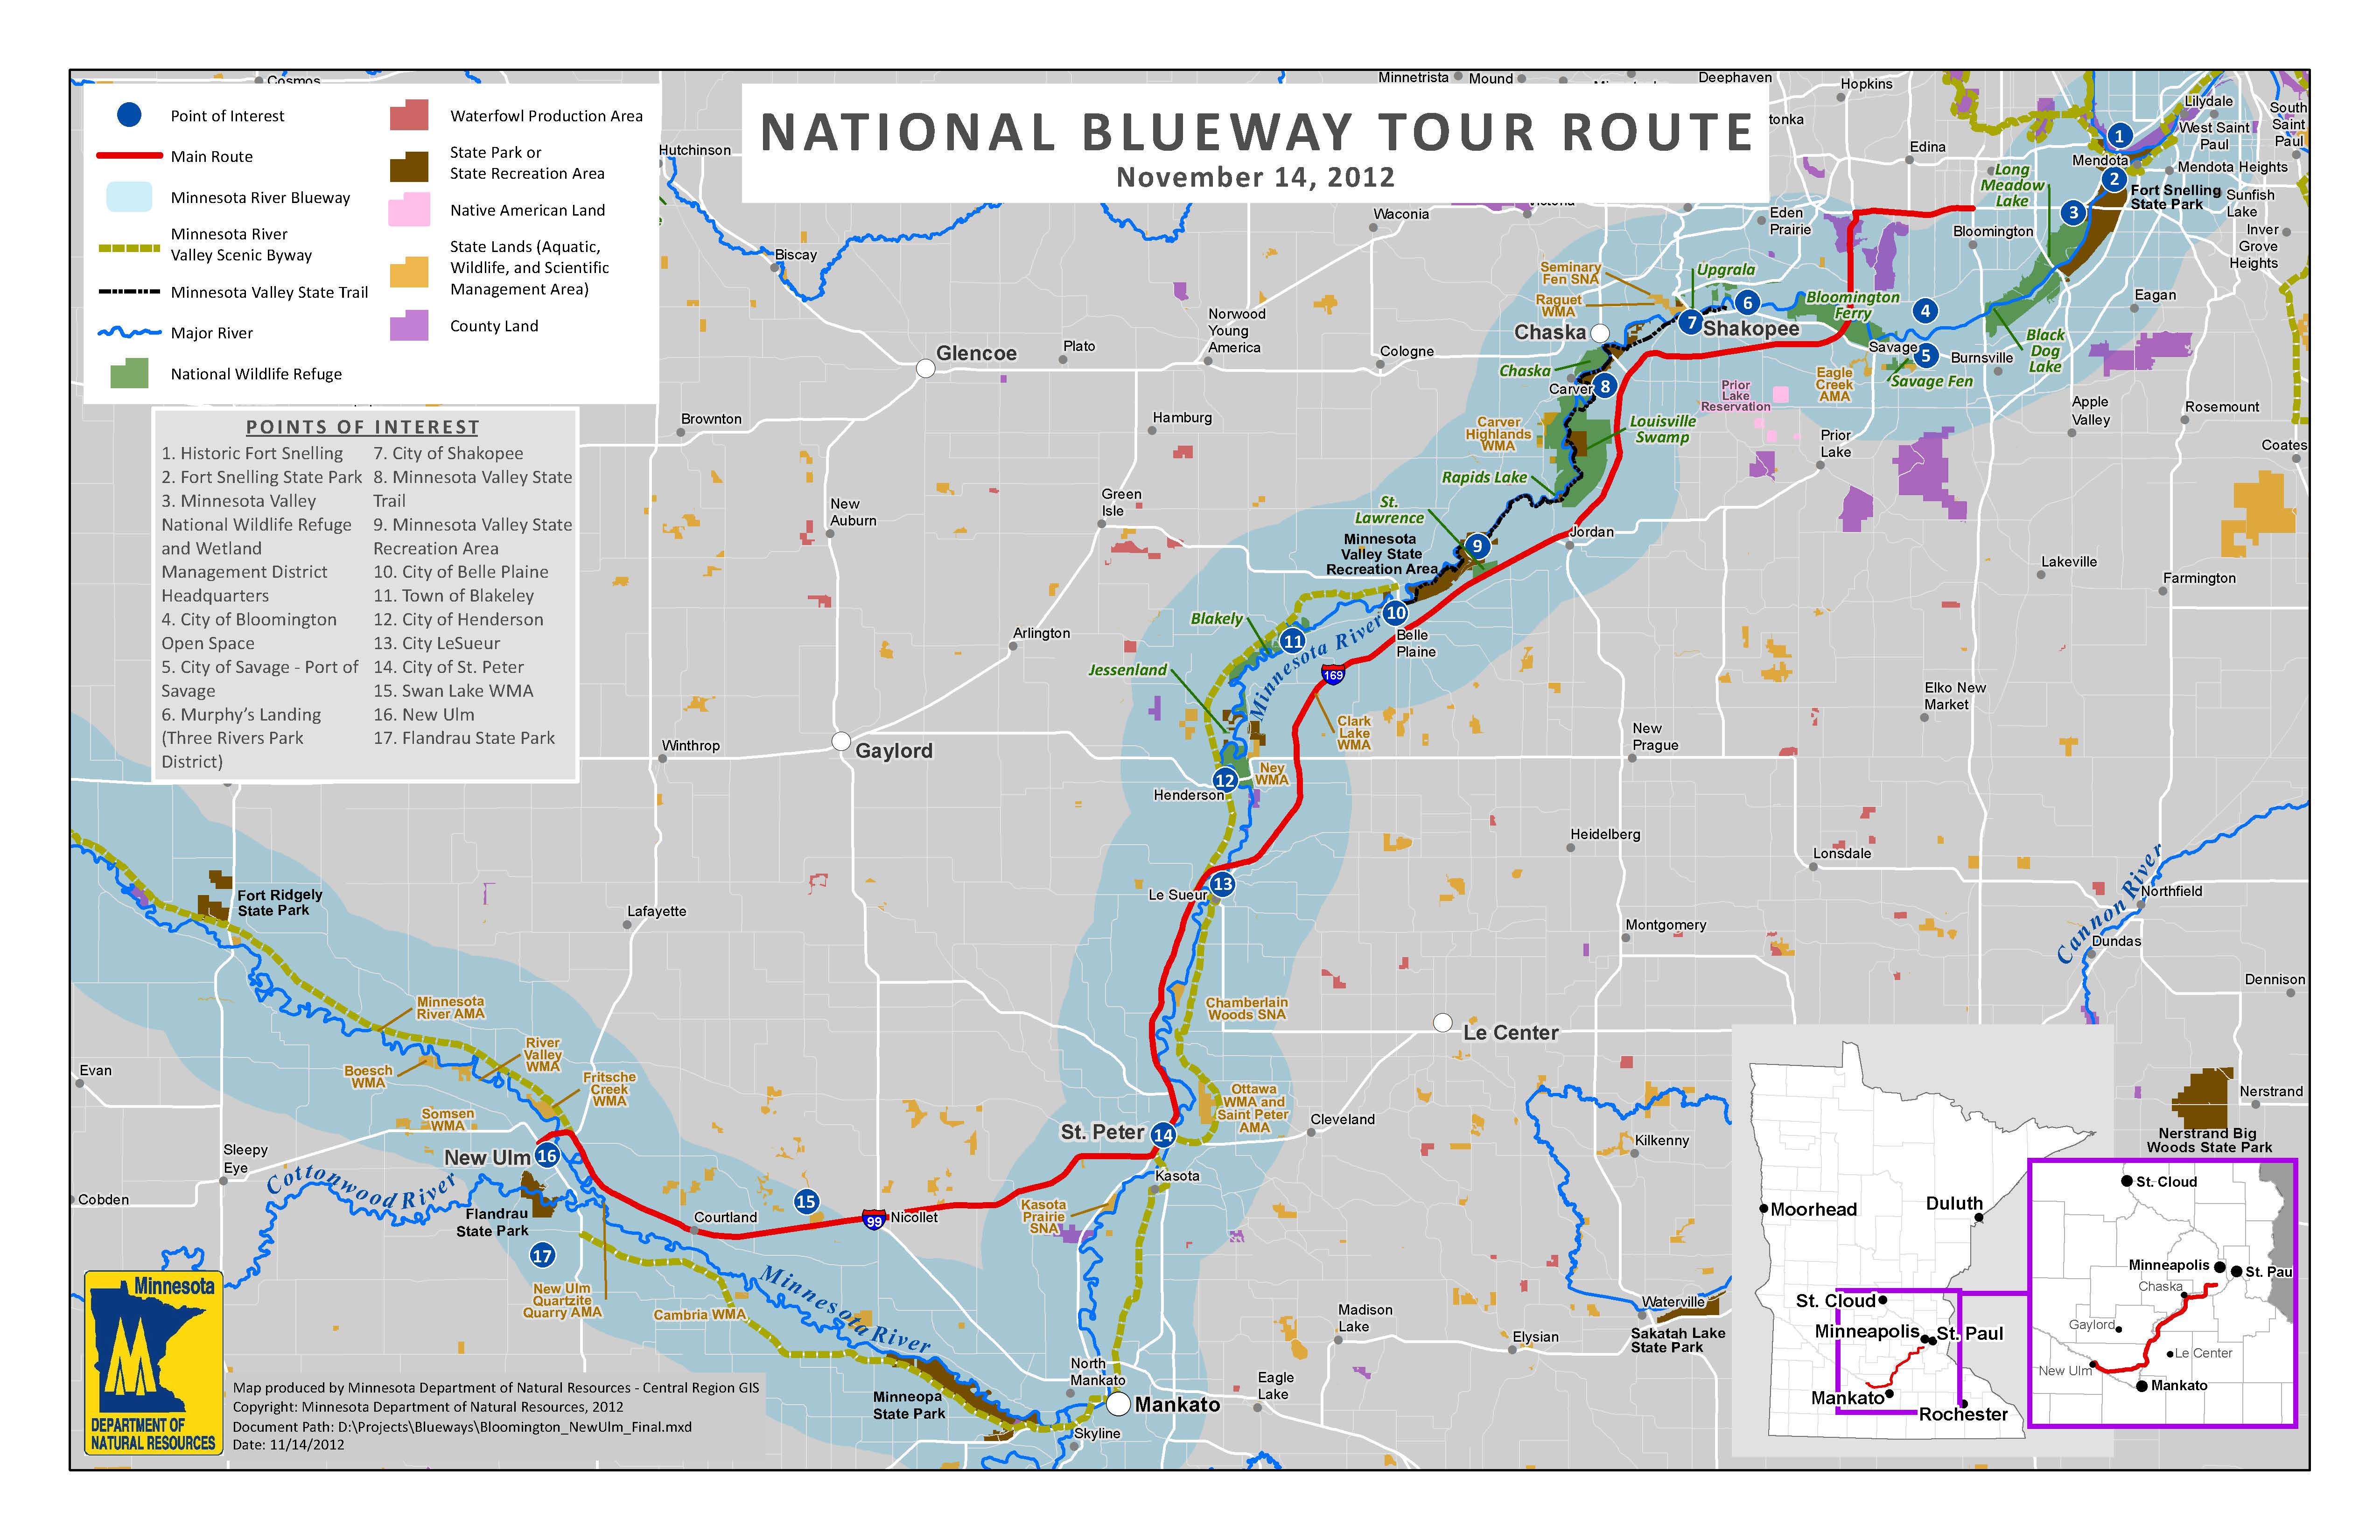 NATIONAL BLUEWAY TOUR ROUTE
November 14, 2012
Point of Interest
Main Route
Minnesota River Blueway
Minnesota River
Valley Scenic Byway
Minnesota Valley State Trail
Major River
National Wildlife Refuge
Waterfowl Production Area
State Park or
State Recreation Area
Native American Land
State Lands (Aquatic,
Wildlife, and Scientific
Management Area)
County Land
POINTS OF INTEREST
1. Historic Fort Snelling
2. Fort Snelling State Park
3. Minnesota Valley
National Wildlife Refuge
and Wetland
Management District
Headquarters
4. City of Bloomington
Open Space
5. City of Savage - Port of
Savage
6. Murphy's Landing
(Three Rivers Park
District)
7. City of Shakopee
8. Minnesota Valley State
Trail
9. Minnesota Valley State
Recreation Area
10. City of Belle Plaine
11. Town of Blakeley
12. City of Henderson
13. City LeSueur
14. City of St. Peter
15. Swan Lake WMA
16. New Ulm
17. Flandrau State Park
Cosmos
Hutchinson
Biscay
Glencoe
Plato
Brownton
Norwood
Young
America
Cologne
Hamburg
New
Auburn
Green
Isle
Arlington
Gaylord
Winthrop
Lafayette
Minnetrista
Mound
Deephaven
Hopkins
tonka
Waconia
Victoria
Eden
Prairie
Edina
Bloomington
Long
Meadow
Lake
Lilydale
West Saint
Paul
South
Saint
Paul
Mendota
Mendota Heights
Fort Snelling
State Park
Sunfish
Lake
Inver
Grove
Heights
Eagan
Seminary
Fen SNA
Raguet
WMA
Upgrala
Bloomington
Ferry
Chaska
Shakopee
Savage
Burnsville
Black
Dog
Lake
Savage Fen
Eagle
Creek
AMA
Prior
Lake
Reservation
Prior
Lake
Apple
Valley
Rosemount
Coates
Chaska
Carver
Carver
Highlands
WMA
Louisville
Swamp
Rapids Lake
St.
Lawrence
Minnesota
Valley State
Recreation Area
Jordan
Lakeville
Farmington
Blakely
Minnesota River
Belle
Plaine
169
Jessenland
Clark
Lake
WMA
Ney
WMA
Henderson
New
Prague
Elko New
Market
Heidelberg
Lonsdale
Montgomery
Northfield
Cannon River
Dundas
Dennison
Nerstrand
Nerstrand Big
Woods State Park
Le Sueur
Chamberlain
Woods SNA
Le Center
Ottawa
WMA and
Saint Peter
AMA
Cleveland
Kilkenny
St. Peter
Kasota
Kasota
Prairie
SNA
Waterville
Sakatah Lake
State Park
Elysian
Madison
Lake
Eagle
Lake
North
Mankato
Mankato
Skyline
Minneopa
State Park
Fort Ridgely
State Park
Minnesota
River AMA
River
Valley
WMA
Boesch
WMA
Fritsche
Creek
WMA
Somsen
WMA
Evan
Sleepy
Eye
Cobden
New Ulm
Cottonwood River
Flandrau
State Park
New Ulm
Quartzite
Quarry AMA
Cambria WMA
Courtland
99
Nicollet
Minnesota River
1
2
3
4
5
6
7
8
9
10
11
12
13
14
15
16
17
Minnesota
DEPARTMENT OF
NATURAL RESOURCES
Map produced by Minnesota Department of Natural Resources - Central Region GIS
Copyright: Minnesota Department of Natural Resources, 2012
Document Path: D:\Projects\Blueways\Bloomington_NewUlm_Final.mxd
Date: 11/14/2012
Moorhead
Duluth
St. Cloud
Minneapolis
St. Paul
Mankato
Rochester
St. Cloud
Minneapolis
St. Pau
Chaska
Gaylord
Le Center
New Ulm
Mankato